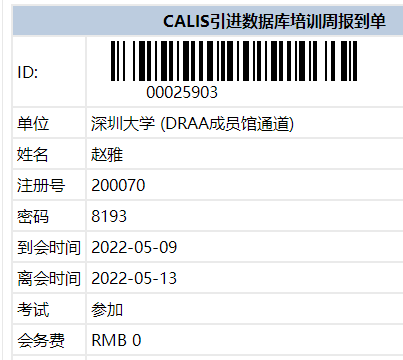 CALIS引进数据库培训周报到单
ID:
00025903
单位 深圳大学 (DRAA成员馆通道)
姓名 赵雅
注册号 200070
密码 8193
到会时间 2022-05-09
离会时间 2022-05-13
考试 参加
会务费 RMB 0